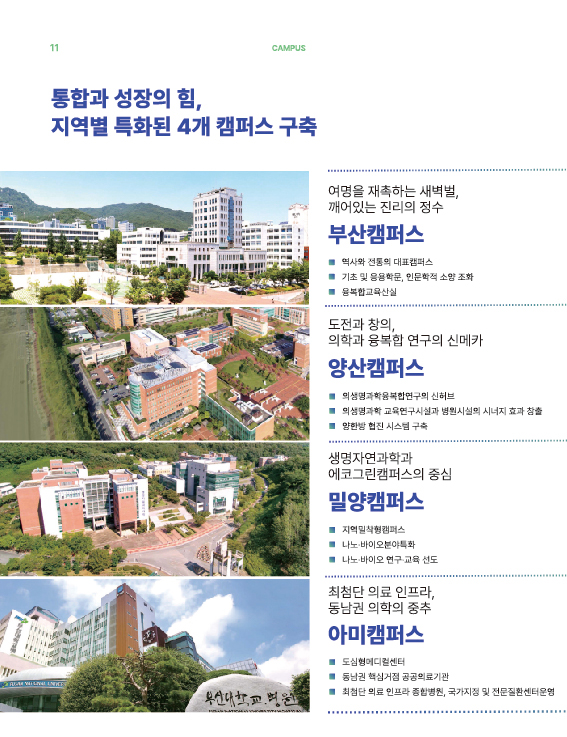 11
CAMPUS
통합과 성장의 힘,
지역별 특화된 4개 캠퍼스 구축
여명을 재촉하는 새벽벌,
깨어있는 진리의 정수
부산캠퍼스
역사와 전통의 대표캠퍼스
기초 및 응용학문, 인문학적 소양 조화
융복합교육산실
도전과 창의,
의학과 융복합 연구의 신메카
양산캠퍼스
의생명과학융복합연구의 신허브
의생명과학 교육연구시설과 병원시설의 시너지 효과 창출
양한방 협진 시스템 구축
생명자연과학과
에코그린캠퍼스의 중심
밀양캠퍼스
지역밀착형캠퍼스
나노·바이오분야특화
나노·바이오 연구·교육 선도
최첨단 의료 인프라,
동남권 의학의 중추
아미캠퍼스
도심형메디컬센터
동남권 핵심거점 공공의료기관
최첨단 의료 인프라 종합병원, 국가지정 및 전문질환센터운영
부산대학교병원